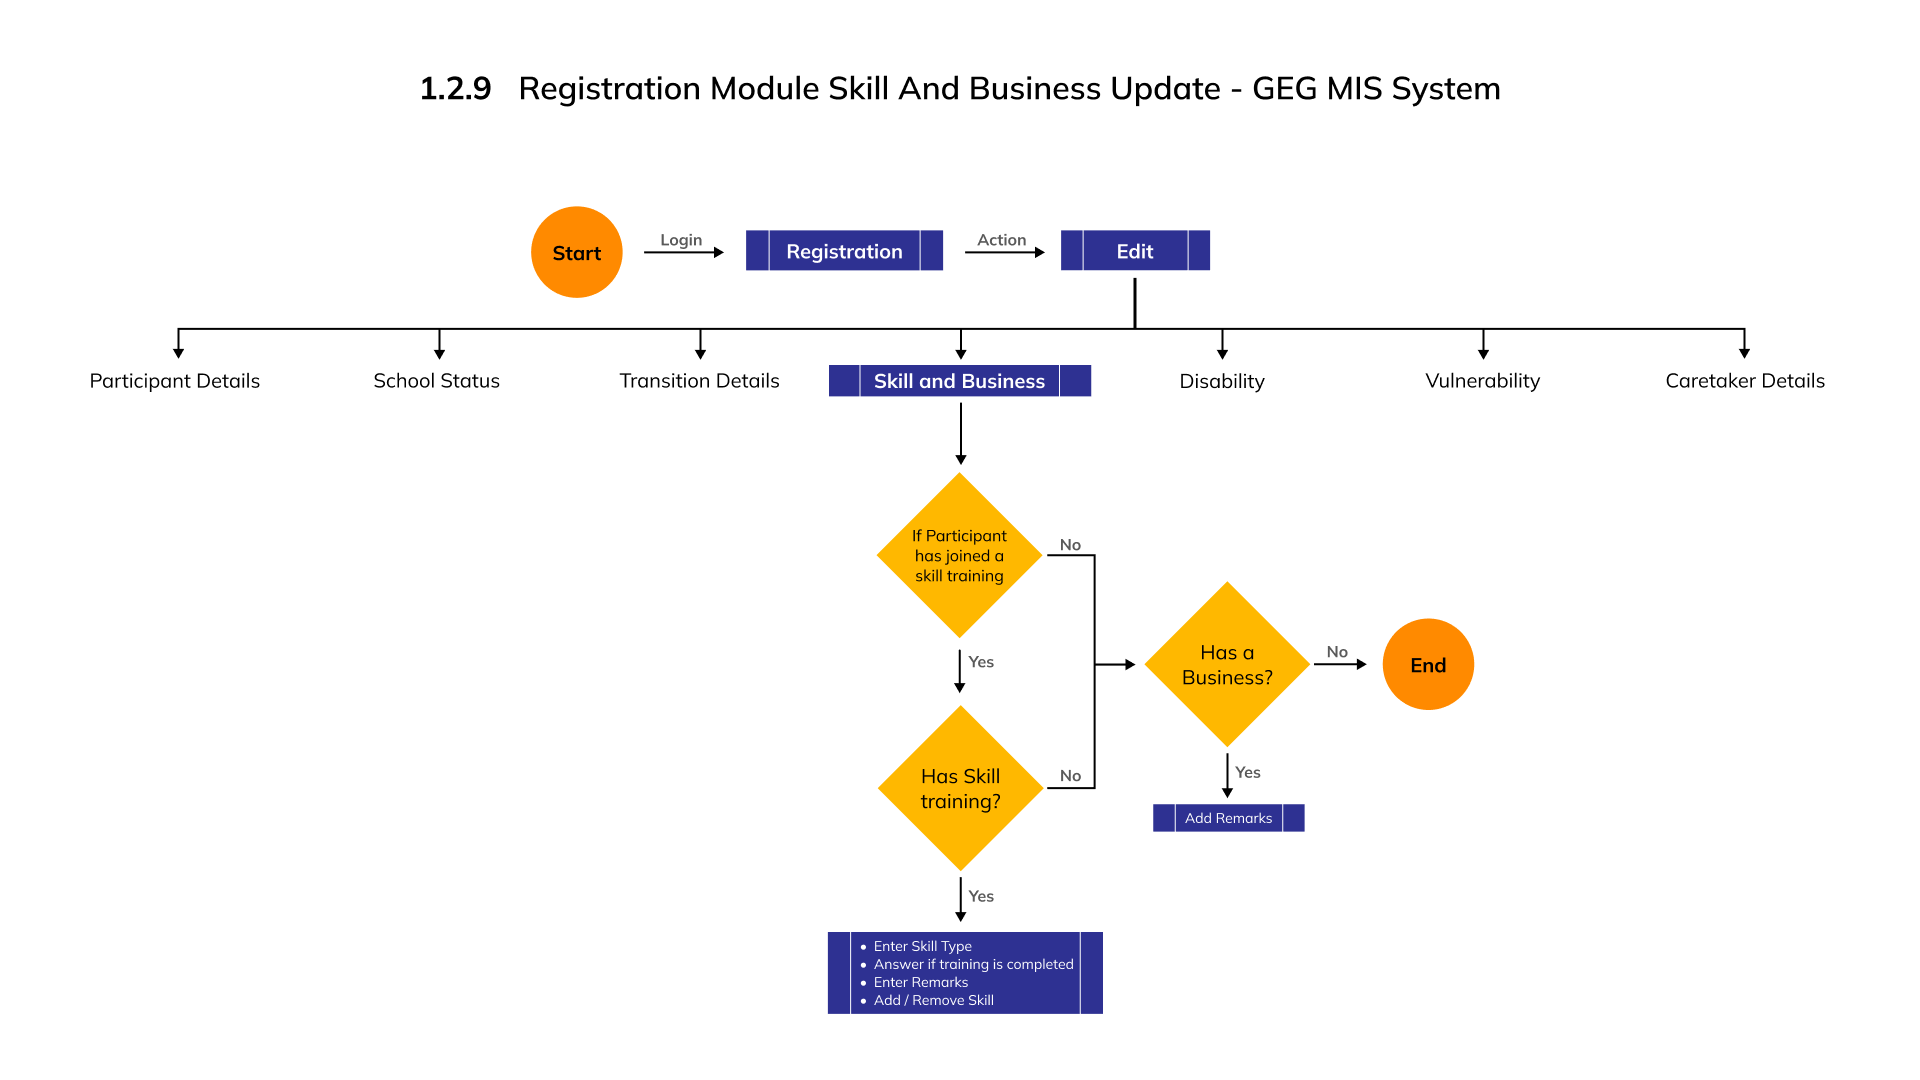 1.2.9 Registration Module Skill And Business Update - GEG MIS System
Start
Login
Registration
Action
Edit
Participant Details
School Status
Transition Details
Skill and Business
Disability
Vulnerability
Caretaker Details
If Participant
has joined a
skill training
No
Yes
Has a
Business?
No
End
Has Skill
training?
No
Yes
Add Remarks
Yes
• Enter Skill Type
• Answer if training is completed
• Enter Remarks
• Add / Remove Skill